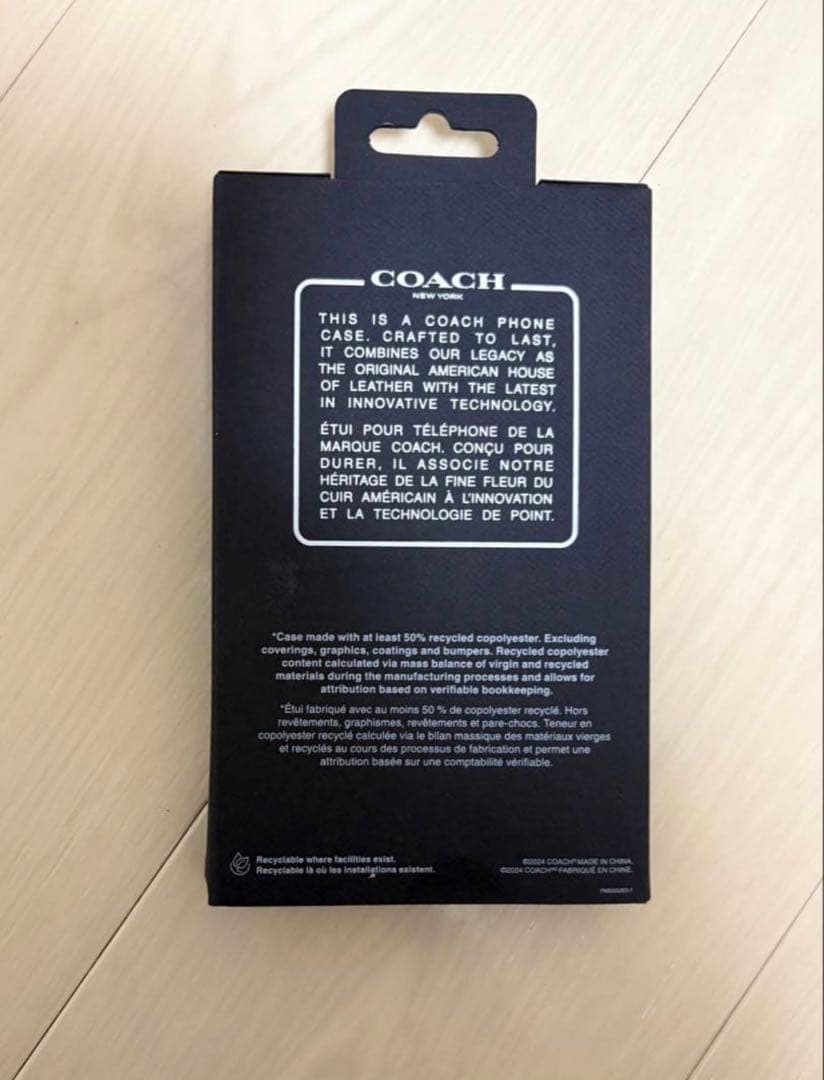 COACH
NEW YORK
THIS IS A COACH PHONE
CASE. CRAFTED TO LAST,
IT COMBINES OUR LEGACY AS
THE ORIGINAL AMERICAN HOUSE
OF LEATHER WITH THE LATEST
IN INNOVATIVE TECHNOLOGY.
ÉTUI POUR TÉLÉPHONE DE LA
MARQUE COACH. CONÇU POUR
DURER, IL ASSOCIE NOTRE
HÉRITAGE DE LA FINE FLEUR DU
CUIR AMÉRICAIN À L'INNOVATION
ET LA TECHNOLOGIE DE POINT.
*Case made with at least 50% recycled copolyester. Excluding
coverings, graphics, coatings and bumpers. Recycled copolyester
content calculated via mass balance of virgin and recycled
materials during the manufacturing processes and allows for
attribution based on verifiable bookkeeping.
*Étui fabriqué avec au moins 50 % de copolyester recyclé. Hors
revêtements, graphismes, revêtements et pare-chocs. Teneur en
copolyester recyclé calculée via le bilan massique des matériaux vierges
et recyclés au cours des processus de fabrication et permet une
attribution basée sur une comptabilité vérifiable.
Recyclable where facilities exist.
Recyclable là où les installations existent.
©2024 COACH® MADE IN CHINA.
©2024 COACH FABRIQUÉ EN CHINE.